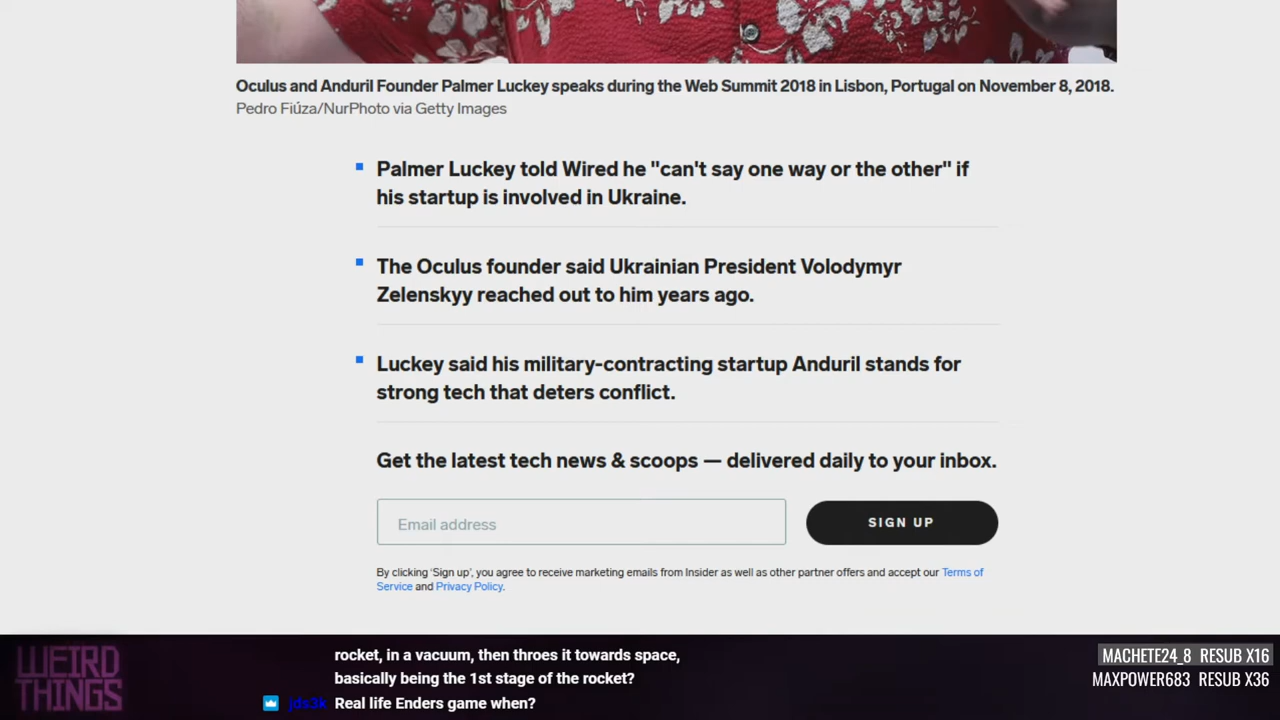 Oculus and Anduril Founder Palmer Luckey speaks during the Web Summit 2018 in Lisbon, Portugal on November 8, 2018.
Pedro Fiúza/NurPhoto via Getty Images
Palmer Luckey told Wired he "can't say one way or the other" if
his startup is involved in Ukraine.
The Oculus founder said Ukrainian President Volodymyr
Zelenskyy reached out to him years ago.
Luckey said his military-contracting startup Anduril stands for
strong tech that deters conflict.
Get the latest tech news & scoops — delivered daily to your inbox.
Email address
SIGN UP
By clicking 'Sign up', you agree to receive marketing emails from Insider as well as other partner offers and accept our Terms of
Service and Privacy Policy.
WEIRD
THINGS
rocket, in a vacuum, then throes it towards space,
basically being the 1st stage of the rocket?
jds3k Real life Enders game when?
MACHETE24_8 RESUB X16
MAXPOWER683 RESUB X36